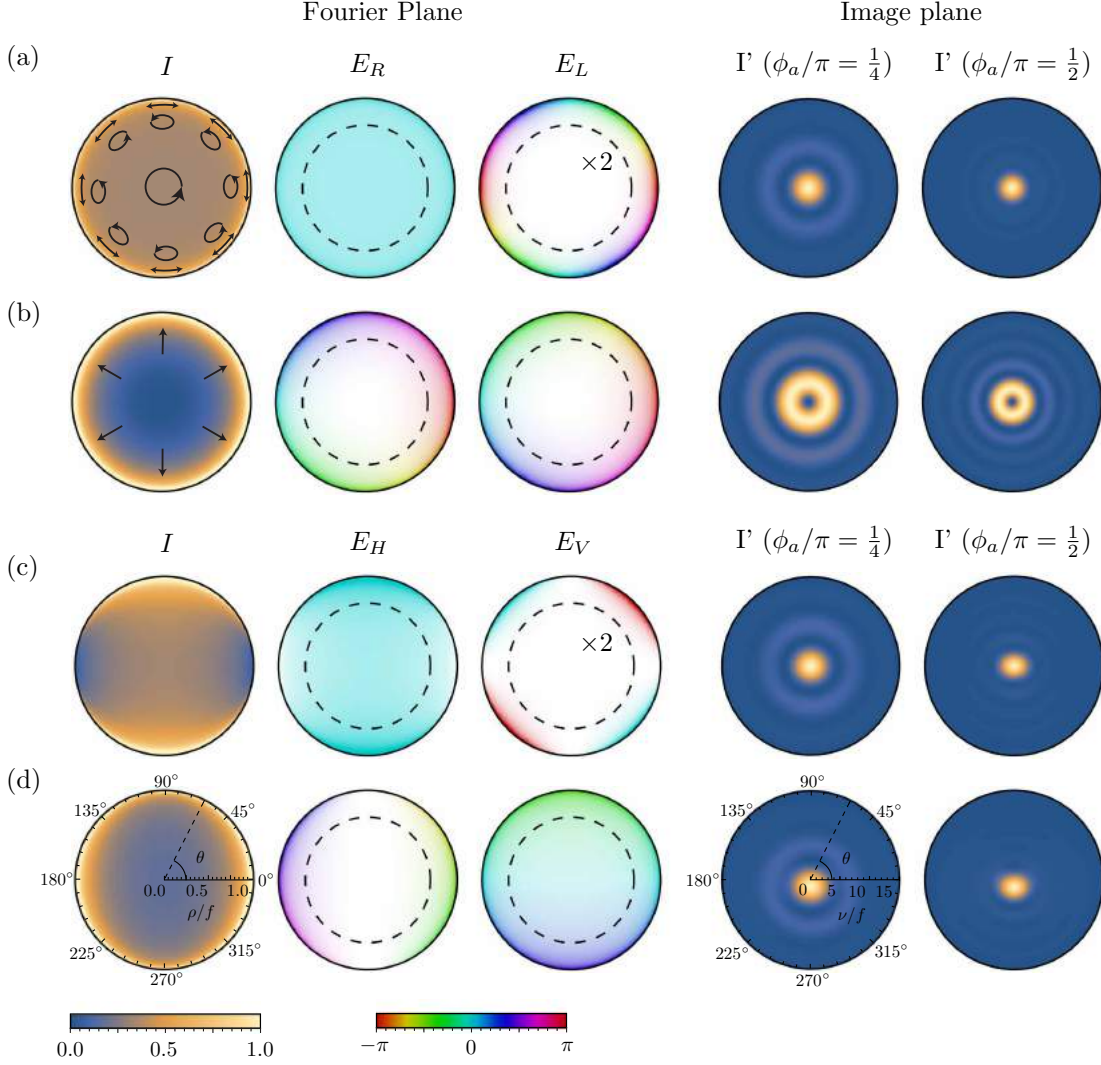 Fourier Plane Image plane
(a) I E_R E_L I' (ϕ_a/π = 1/4) I' (ϕ_a/π = 1/2)
×2
(b)
(c) I E_H E_V I' (ϕ_a/π = 1/4) I' (ϕ_a/π = 1/2)
×2
(d)
90°
135° 45°
θ
180° 0.0 0.5 1.0 0°
ρ/f
225° 315°
270°
90°
135° 45°
θ
180° 0 5 10 15
ν/f
225° 315°
270°
0.0 0.5 1.0
−π 0 π